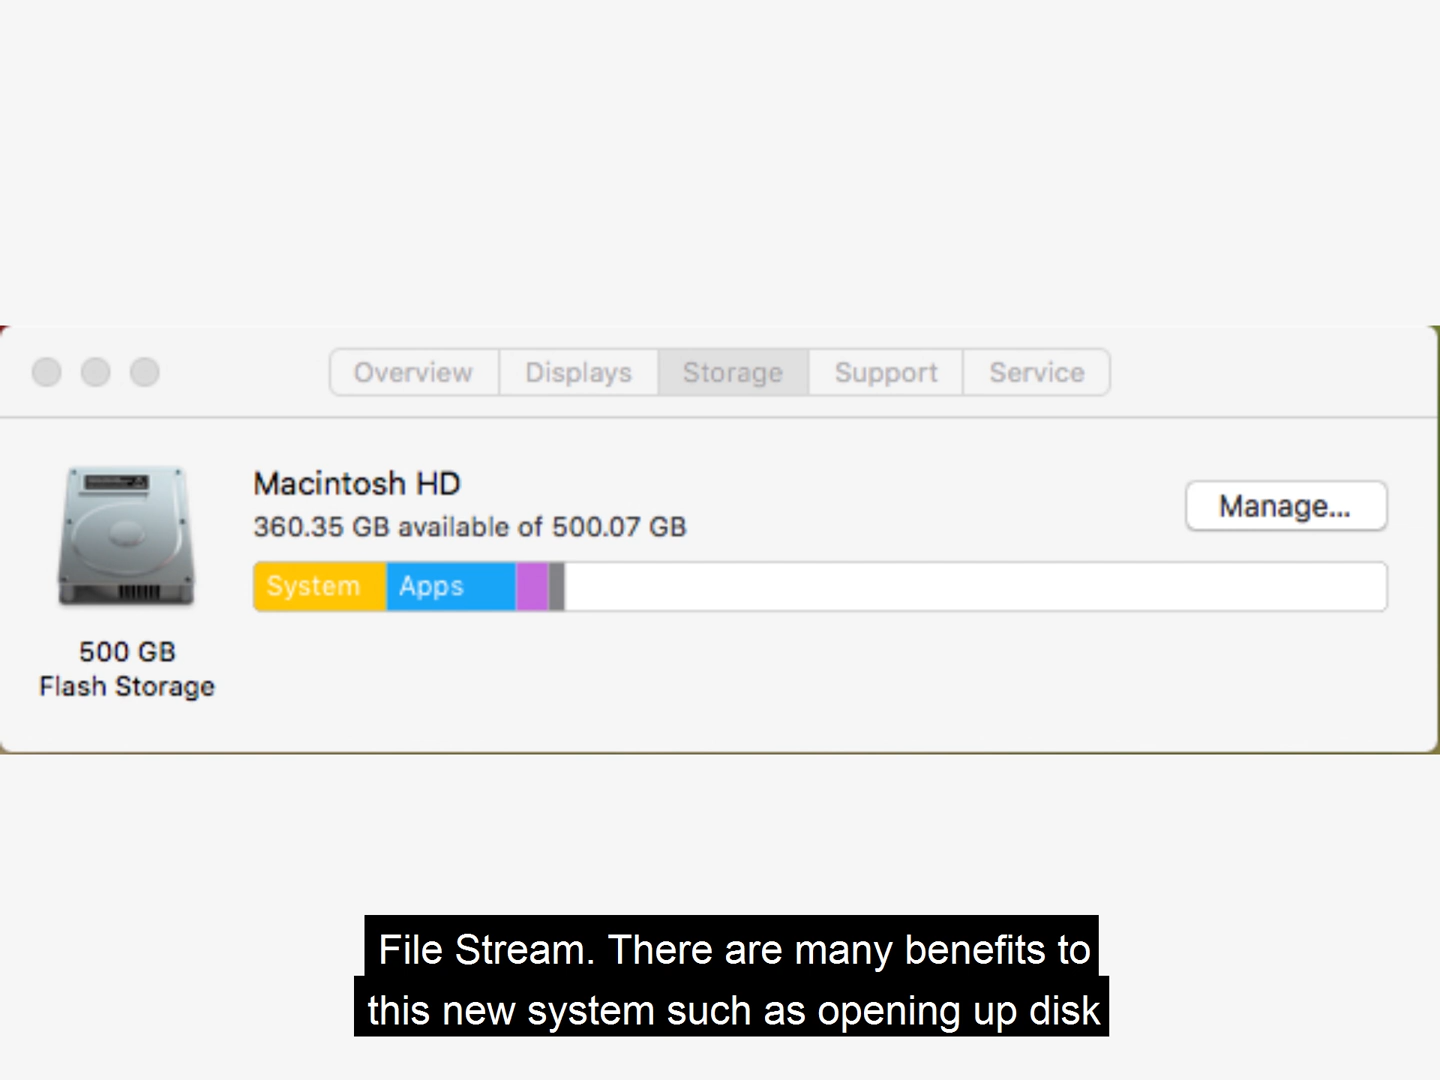 Overview
Displays
Storage
Support
Service
Macintosh HD
360.35 GB available of 500.07 GB
Manage...
System
Apps
500 GB
Flash Storage
File Stream. There are many benefits to
this new system such as opening up disk